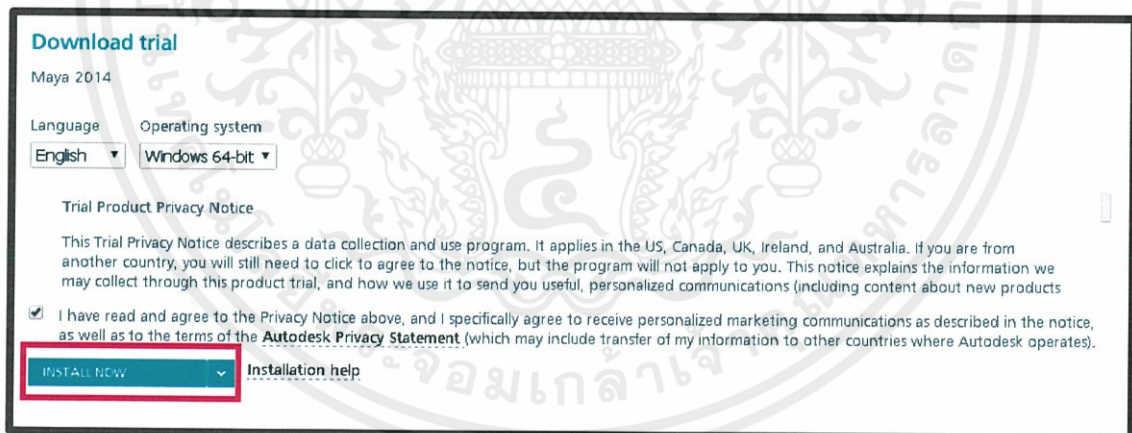 Download trial
Maya 2014
Language Operating system
English Windows 64-bit
Trial Product Privacy Notice
This Trial Privacy Notice describes a data collection and use program. It applies in the US, Canada, UK, Ireland, and Australia. If you are from
another country, you will still need to click to agree to the notice, but the program will not apply to you. This notice explains the information we
may collect through this product trial, and how we use it to send you useful, personalized communications (including content about new products
I have read and agree to the Privacy Notice above, and I specifically agree to receive personalized marketing communications as described in the notice,
as well as to the terms of the Autodesk Privacy Statement (which may include transfer of my information to other countries where Autodesk operates).
INSTALL NOW Installation help